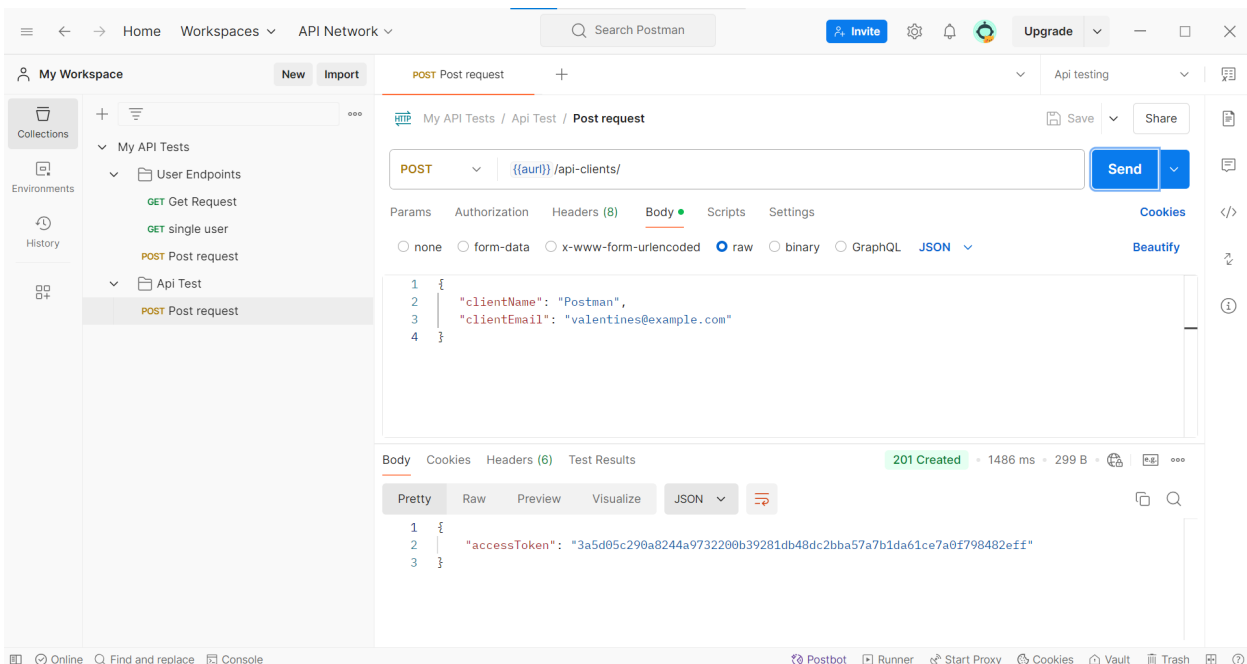 Home Workspaces API Network Search Postman Invite Upgrade
My Workspace New Import POST Post request Api testing
Collections
Environments
History
My API Tests
User Endpoints
GET Get Request
GET single user
POST Post request
Api Test
POST Post request
HTTP My API Tests / Api Test / Post request Save Share
POST {{aurl}} /api-clients/ Send
Params Authorization Headers (8) Body Scripts Settings Cookies
none form-data x-www-form-urlencoded raw binary GraphQL JSON Beautify
1 {
2 "clientName": "Postman",
3 "clientEmail": "valentines@example.com"
4 }
Body Cookies Headers (6) Test Results 201 Created 1486 ms 299 B e.g.
Pretty Raw Preview Visualize JSON
1 {
2 "accessToken": "3a5d05c290a8244a9732200b39281db48dc2bba57a7b1da61ce7a0f798482eff"
3 }
Online Find and replace Console Postbot Runner Start Proxy Cookies Vault Trash